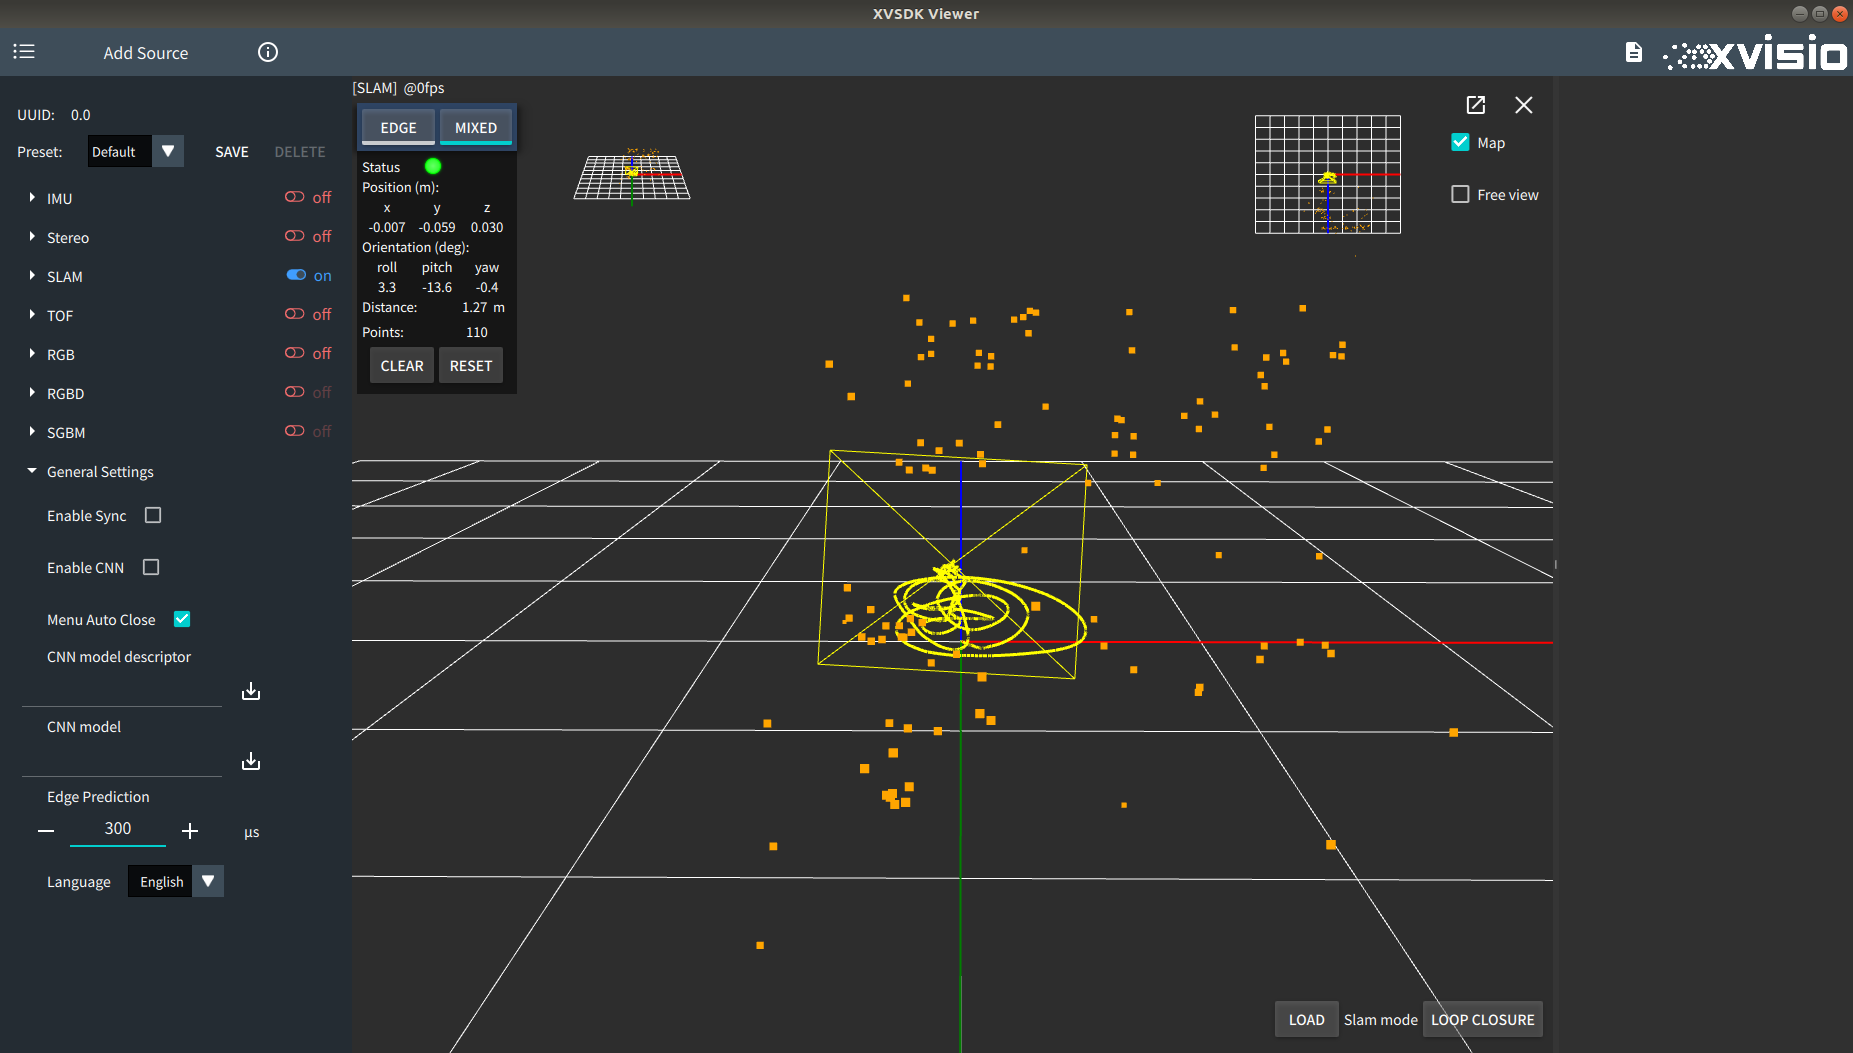 XVSDK Viewer
Add Source
xvisio
UUID: 0.0
Preset: Default SAVE DELETE
IMU off
Stereo off
SLAM on
TOF off
RGB off
RGBD off
SGBM off
General Settings
Enable Sync
Enable CNN
Menu Auto Close
CNN model descriptor
CNN model
Edge Prediction
300 µs
Language English
[SLAM] @0fps
EDGE MIXED
Status
Position (m):
x y z
-0.007 -0.059 0.030
Orientation (deg):
roll pitch yaw
3.3 -13.6 -0.4
Distance: 1.27 m
Points: 110
CLEAR RESET
Map
Free view
LOAD Slam mode LOOP CLOSURE